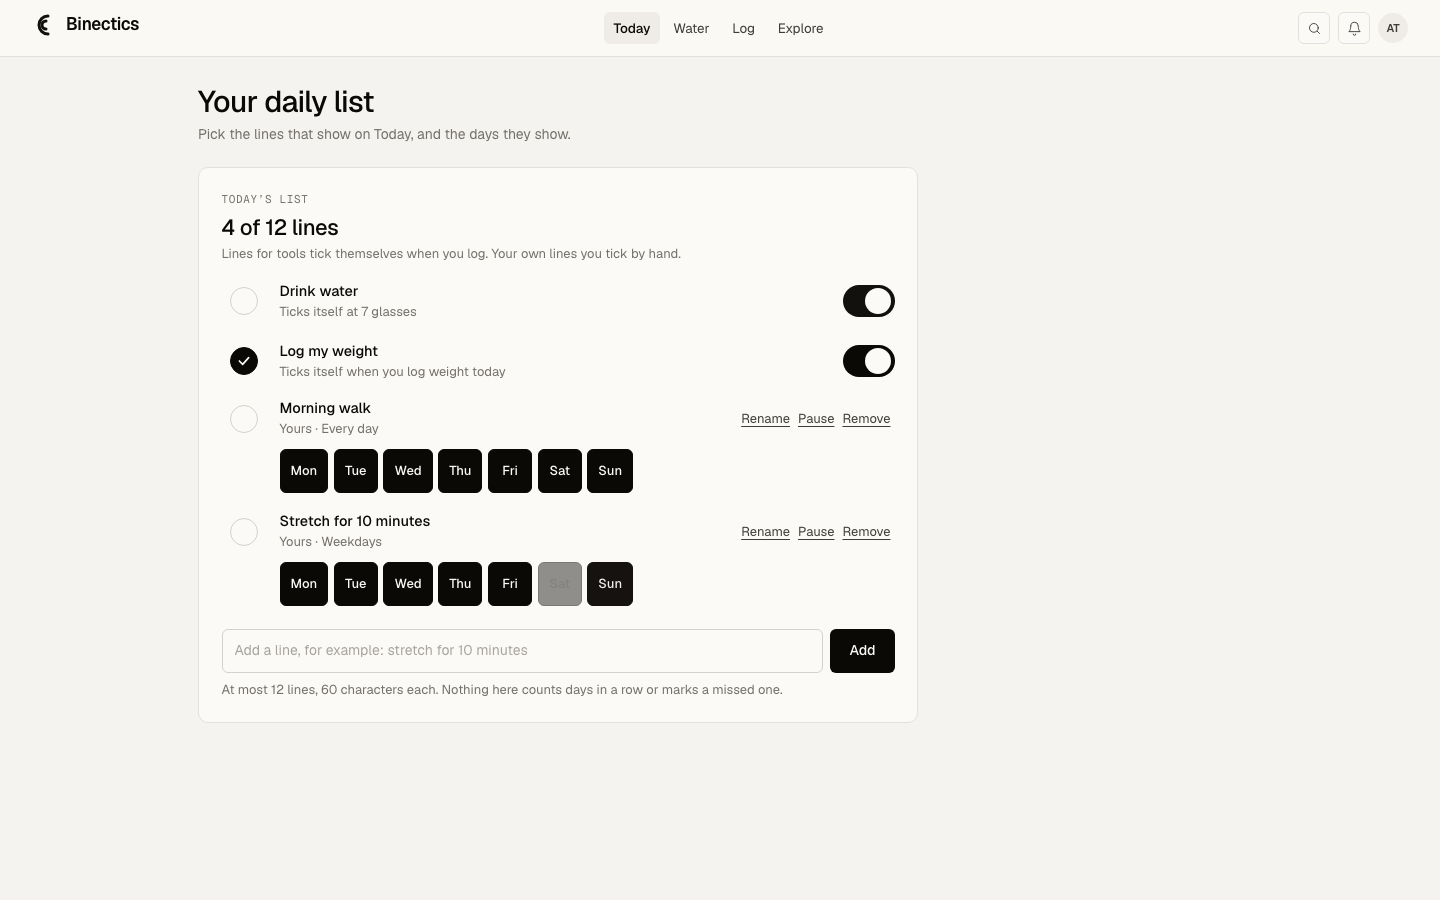 Binectics
Today Water Log Explore
AT
Your daily list
Pick the lines that show on Today, and the days they show.
TODAY'S LIST
4 of 12 lines
Lines for tools tick themselves when you log. Your own lines you tick by hand.
Drink water
Ticks itself at 7 glasses
Log my weight
Ticks itself when you log weight today
Morning walk
Yours · Every day
Rename Pause Remove
Mon Tue Wed Thu Fri Sat Sun
Stretch for 10 minutes
Yours · Weekdays
Rename Pause Remove
Mon Tue Wed Thu Fri Sat Sun
Add a line, for example: stretch for 10 minutes
Add
At most 12 lines, 60 characters each. Nothing here counts days in a row or marks a missed one.